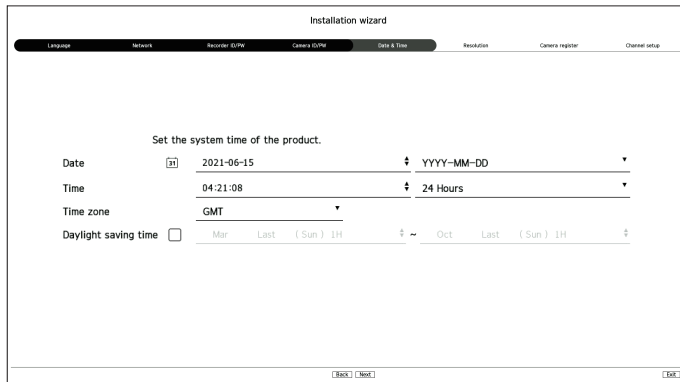 Installation wizard
Language Network Recorder ID/PW Camera ID/PW Date & Time Resolution Camera register Channel setup
Set the system time of the product.
Date 31 2021-06-15 YYYY-MM-DD
Time 04:21:08 24 Hours
Time zone GMT
Daylight saving time Mar Last ( Sun ) 1H ~ Oct Last ( Sun ) 1H
Back Next Exit